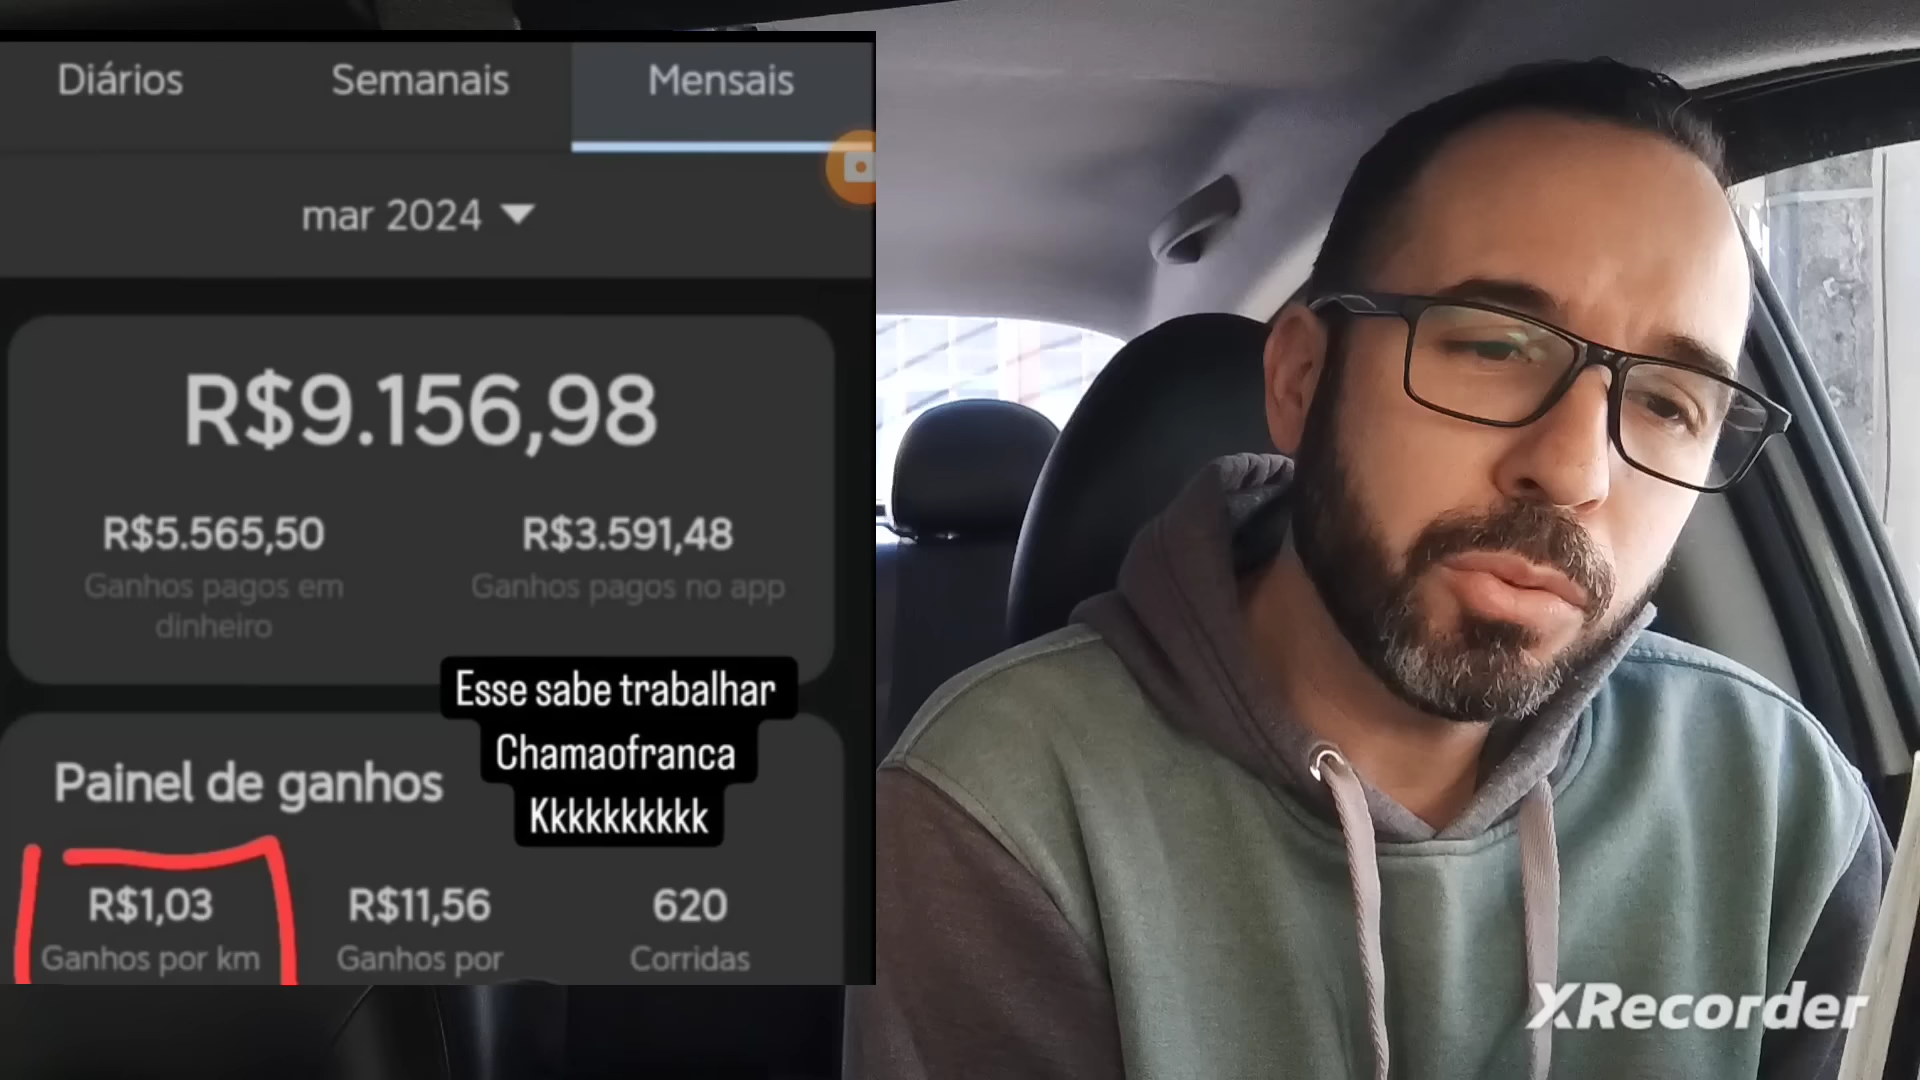 Diários Semanais Mensais
mar 2024
R$9.156,98
R$5.565,50 R$3.591,48
Ganhos pagos em Ganhos pagos no app
dinheiro
Esse sabe trabalhar
Chamaofranca
Kkkkkkkkkk
Painel de ganhos
R$1,03 R$11,56 620
Ganhos por km Ganhos por Corridas
XRecorder